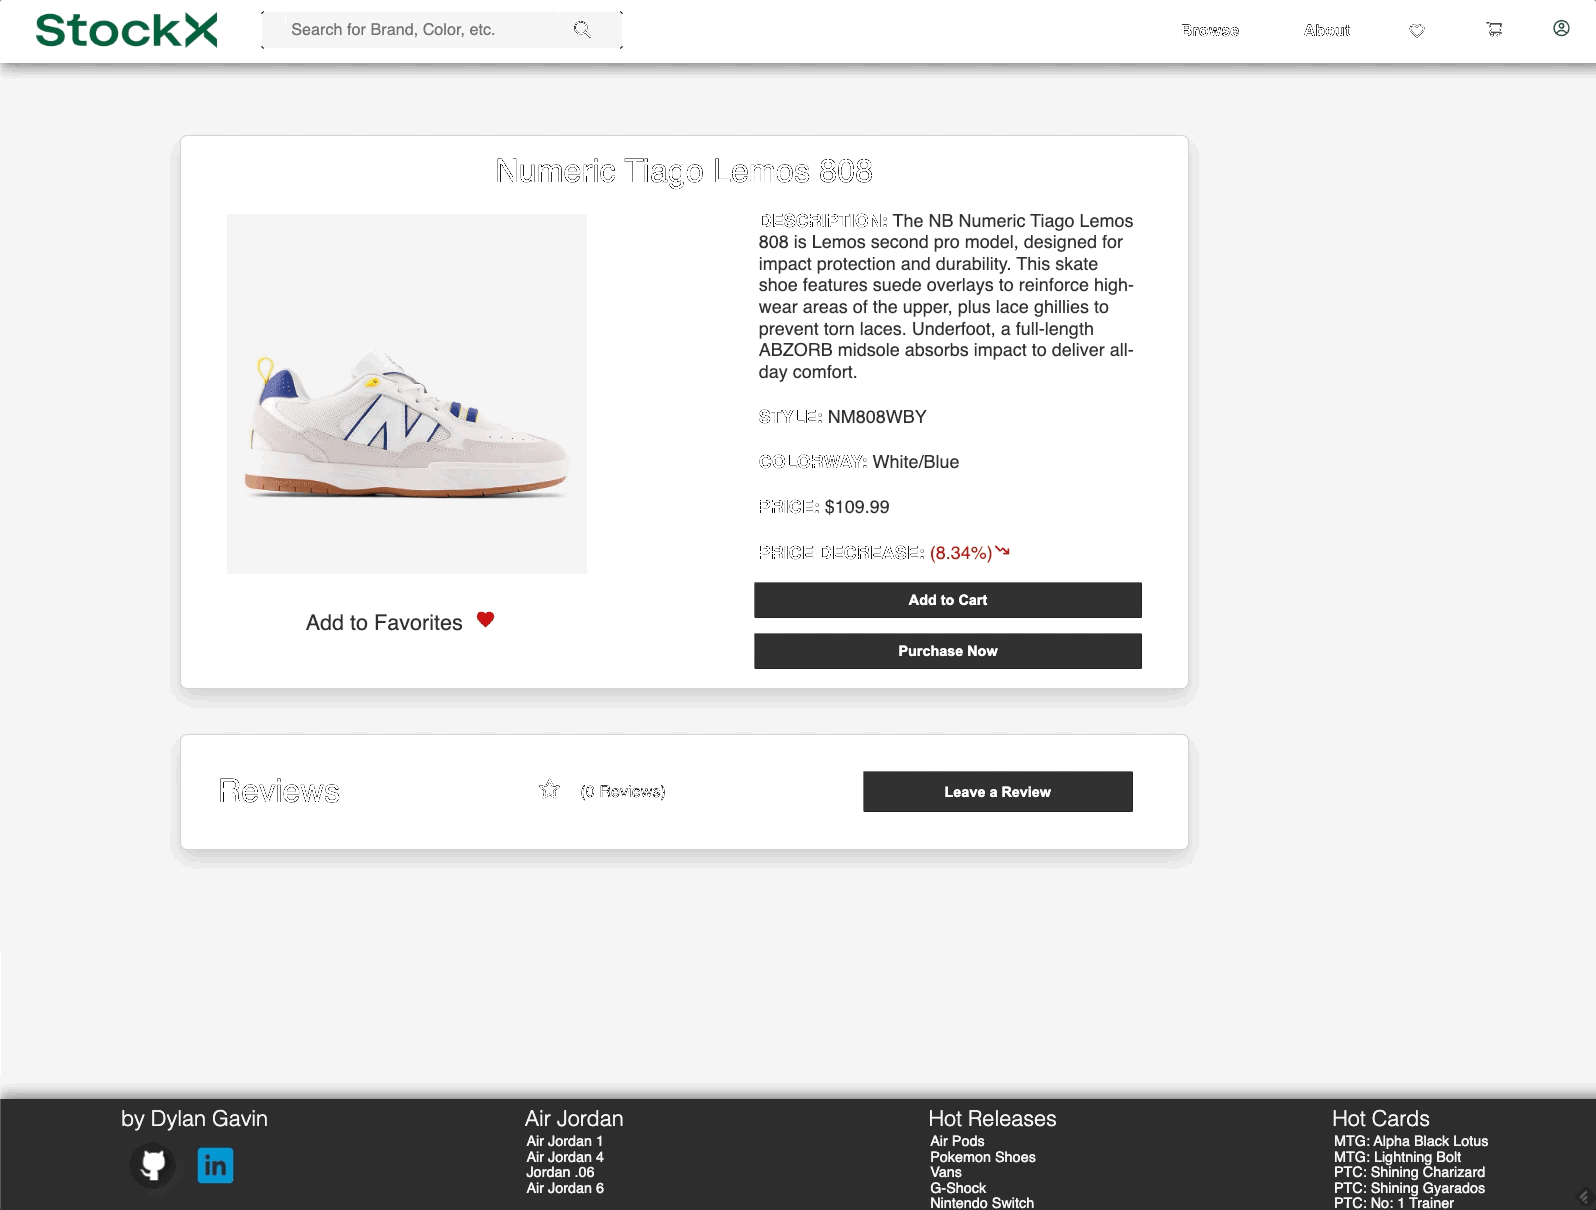 StockX
Search for Brand, Color, etc.
Browse
About
Numeric Tiago Lemos 808
DESCRIPTION: The NB Numeric Tiago Lemos
808 is Lemos second pro model, designed for
impact protection and durability. This skate
shoe features suede overlays to reinforce high-
wear areas of the upper, plus lace ghillies to
prevent torn laces. Underfoot, a full-length
ABZORB midsole absorbs impact to deliver all-
day comfort.
STYLE: NM808WBY
COLORWAY: White/Blue
PRICE: $109.99
PRICE DECREASE: (8.34%)
Add to Cart
Purchase Now
Add to Favorites
Reviews
(0 Reviews)
Leave a Review
by Dylan Gavin
in
Air Jordan
Air Jordan 1
Air Jordan 4
Jordan .06
Air Jordan 6
Hot Releases
Air Pods
Pokemon Shoes
Vans
G-Shock
Nintendo Switch
Hot Cards
MTG: Alpha Black Lotus
MTG: Lightning Bolt
PTC: Shining Charizard
PTC: Shining Gyarados
PTC: No: 1 Trainer